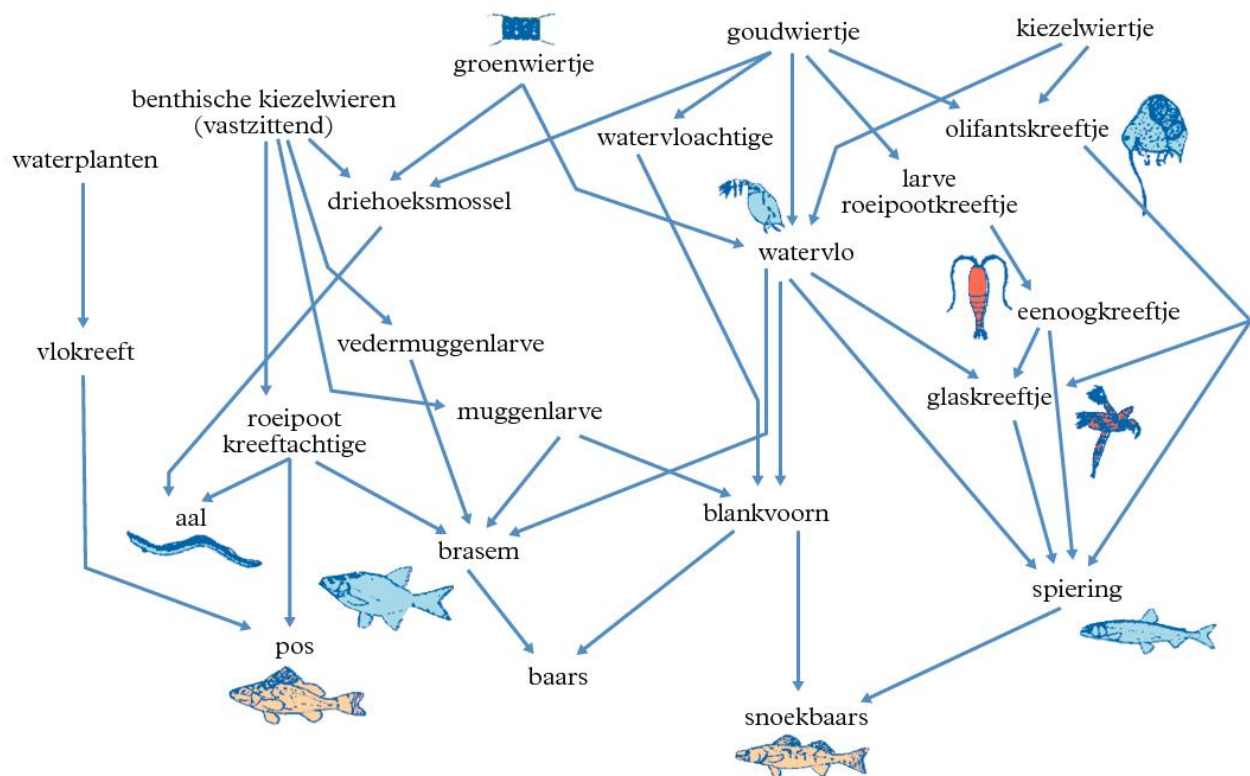 goudwiertje
kiezelwiertje
groenwiertje
benthische kiezelwieren
(vastzittend)
watervloachtige
olifantskreeftje
waterplanten
larve
roeipootkreeftje
driehoeksmossel
watervlo
eenoogkreeftje
vlokreeft
vedermuggenlarve
glaskreeftje
roeipoot
kreeftachtige
muggenlarve
aal
blankvoorn
brasem
spiering
pos
baars
snoekbaars